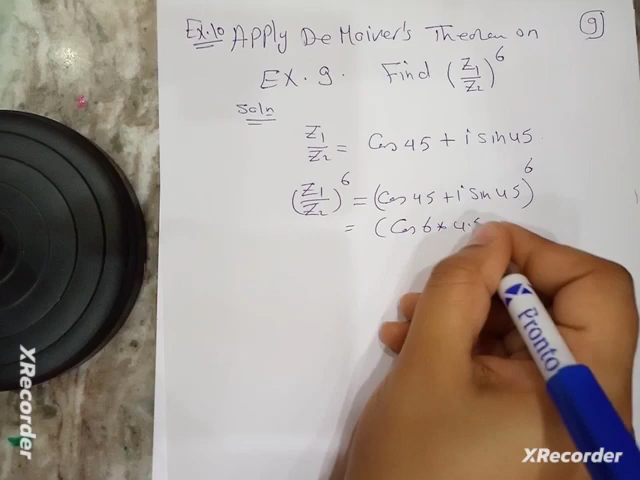 Ex.10 Apply De Moiver's Theorem on
9
EX. 9. Find (Z1/Z2)^6
Soln
Z1/Z2 = Cos 45 + i sin 45
(Z1/Z2)^6 = (Cos 45 + i sin 45)^6
= (Cos 6 * 45
Pronto
XRecorder
XRecorder